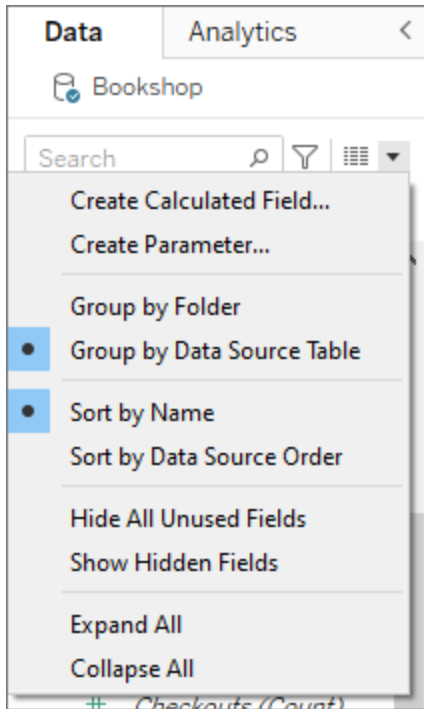 Data Analytics
Bookshop
Search
Create Calculated Field...
Create Parameter...
Group by Folder
Group by Data Source Table
Sort by Name
Sort by Data Source Order
Hide All Unused Fields
Show Hidden Fields
Expand All
Collapse All
# Checkouts (Count)